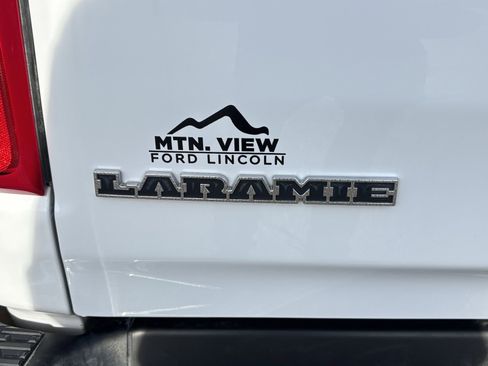 MTN. VIEW
FORD LINCOLN
LARAMIE